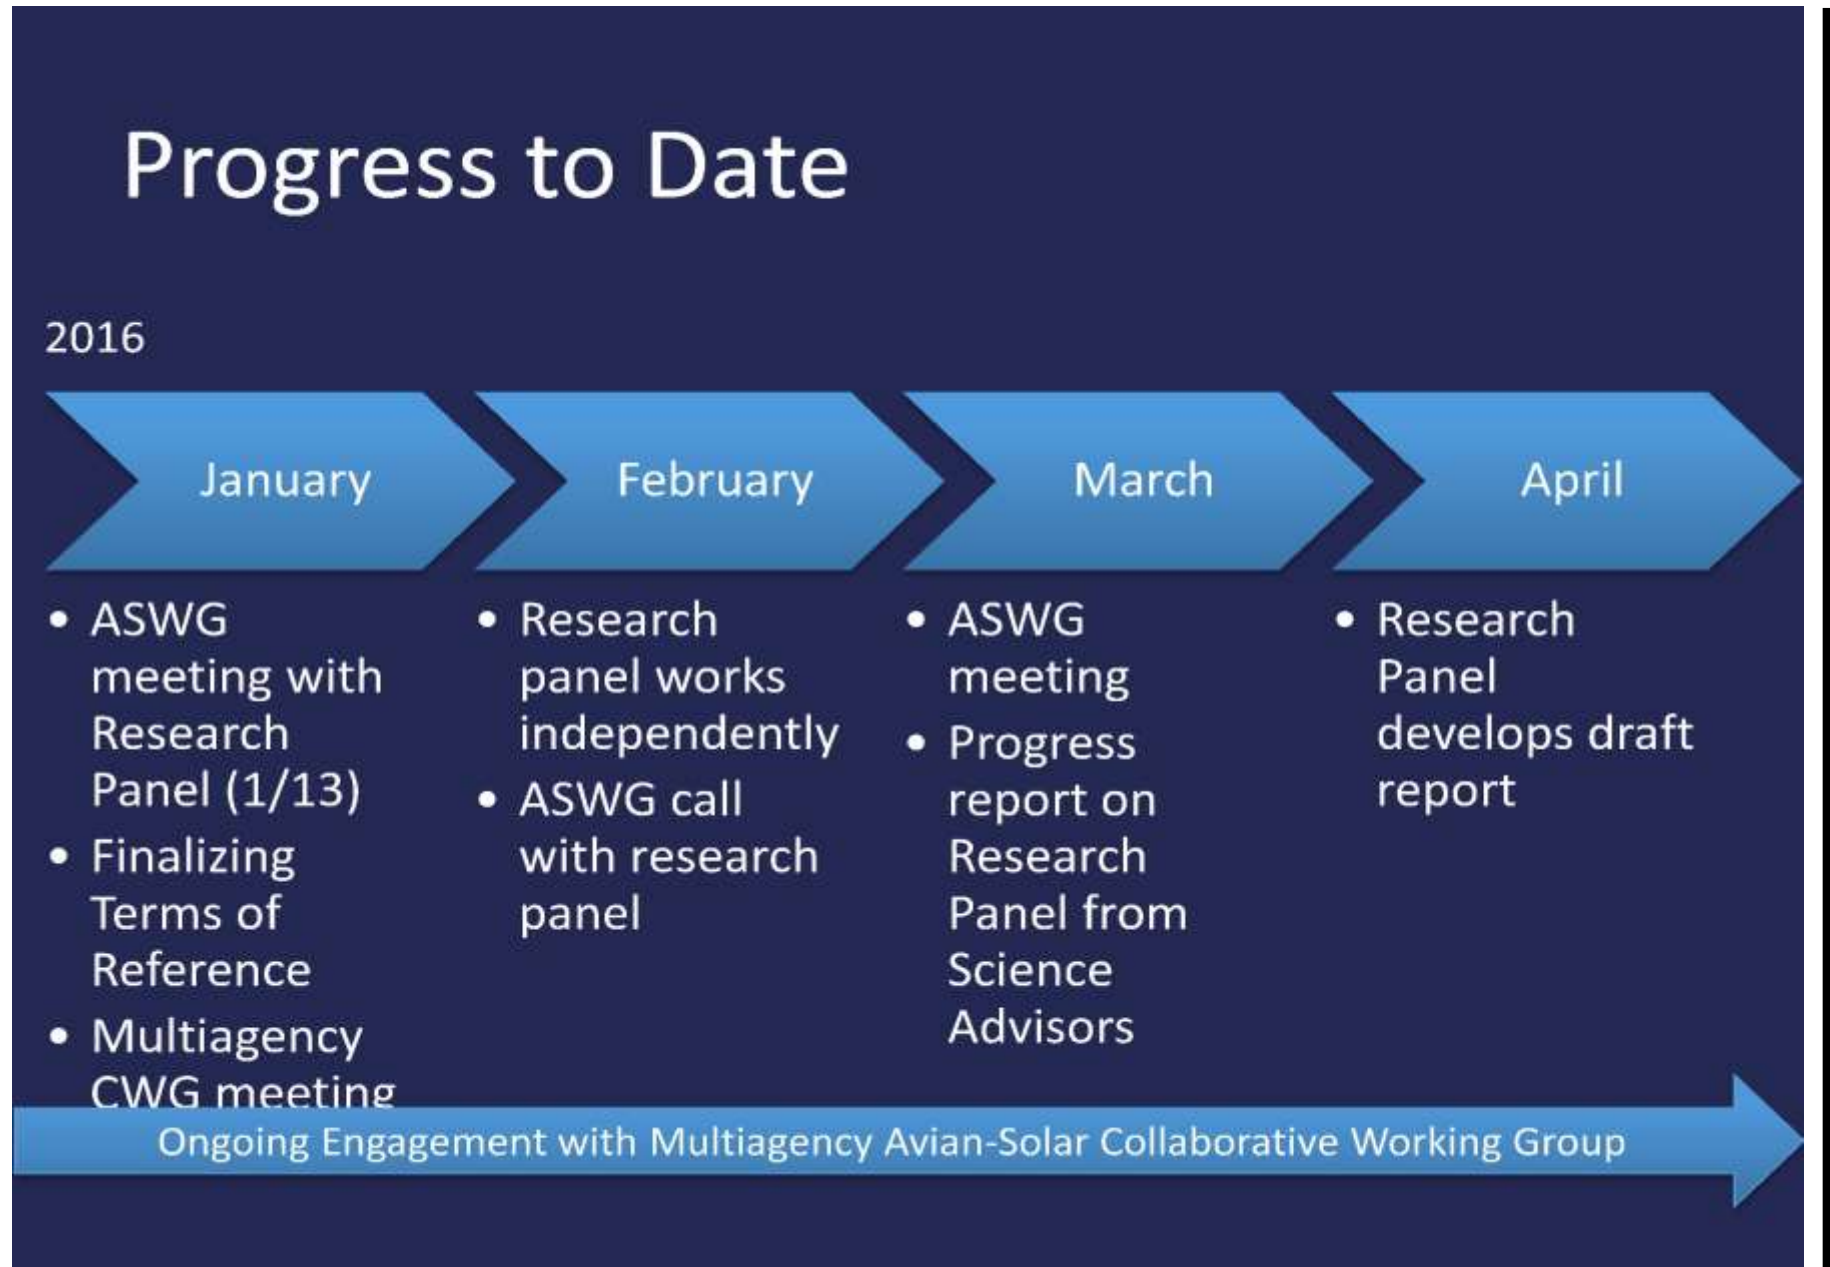 Progress to Date
2016
January
February
March
April
• ASWG
meeting with
Research
Panel (1/13)
• Finalizing
Terms of
Reference
• Multiagency
CWG meeting
• Research
panel works
independently
• ASWG call
with research
panel
• ASWG
meeting
• Progress
report on
Research
Panel from
Science
Advisors
• Research
Panel
develops draft
report
Ongoing Engagement with Multiagency Avian-Solar Collaborative Working Group